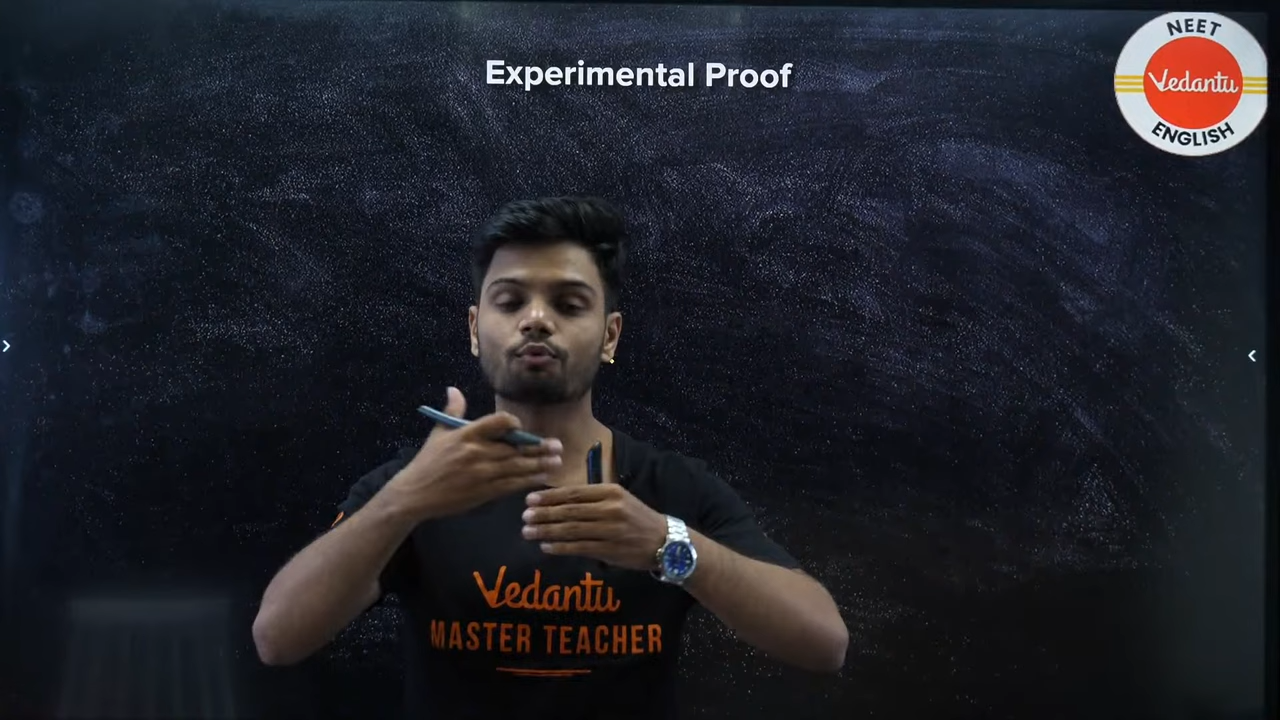 Experimental Proof
NEET
Vedantu
ENGLISH
Vedantu
MASTER TEACHER